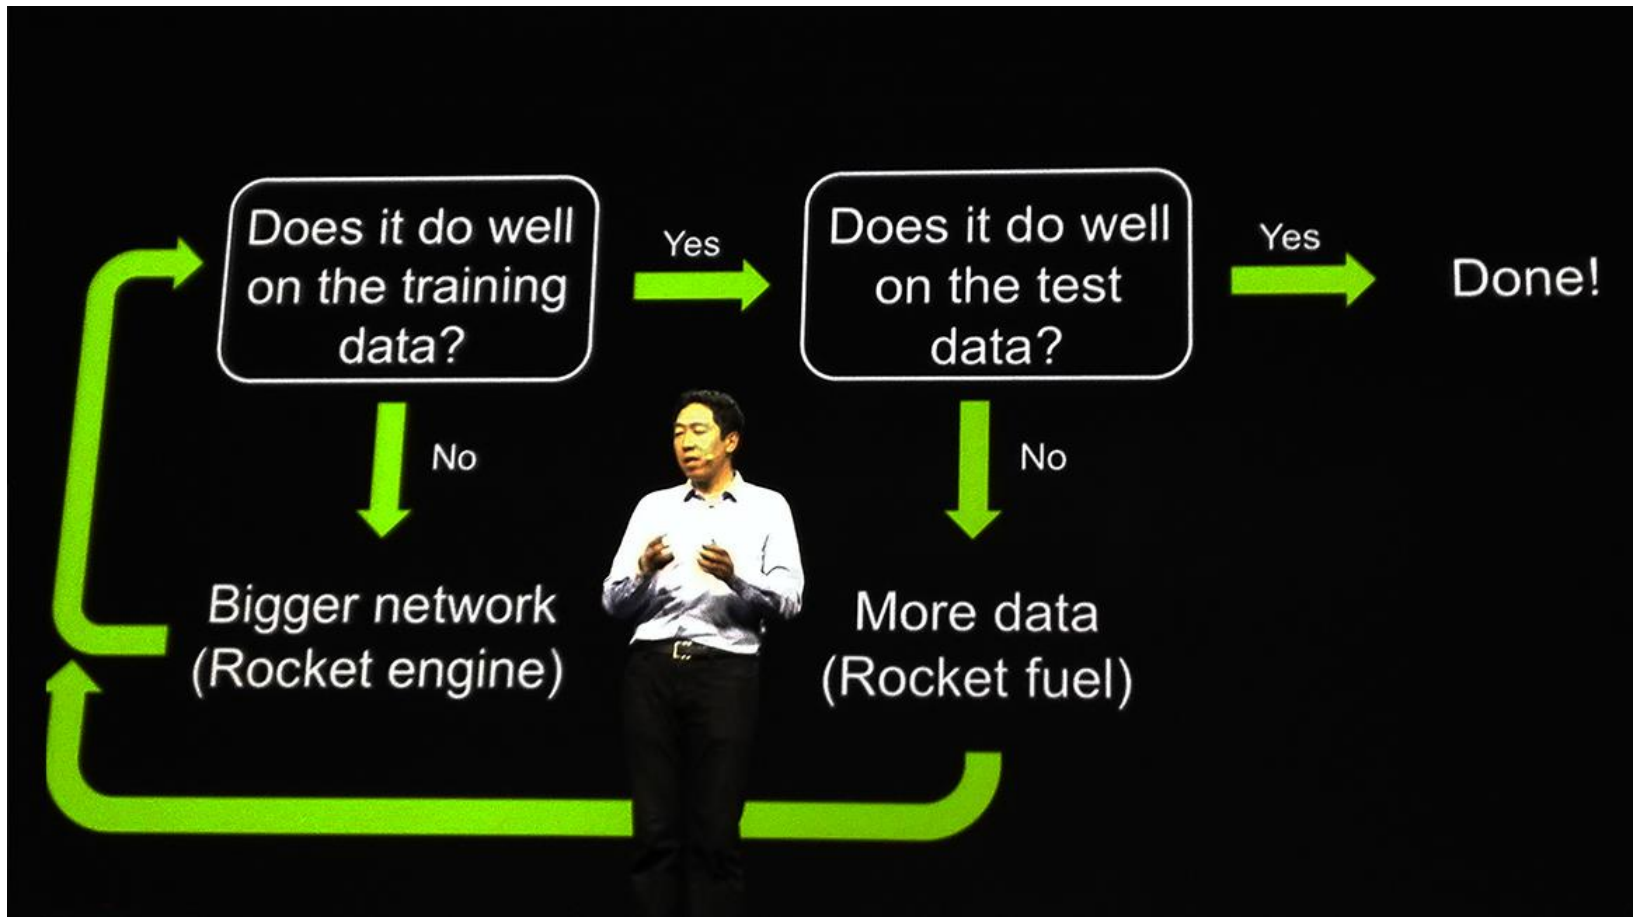 Does it do well
on the training
data?
Yes
Does it do well
on the test
data?
Yes
Done!
No
No
Bigger network
(Rocket engine)
More data
(Rocket fuel)